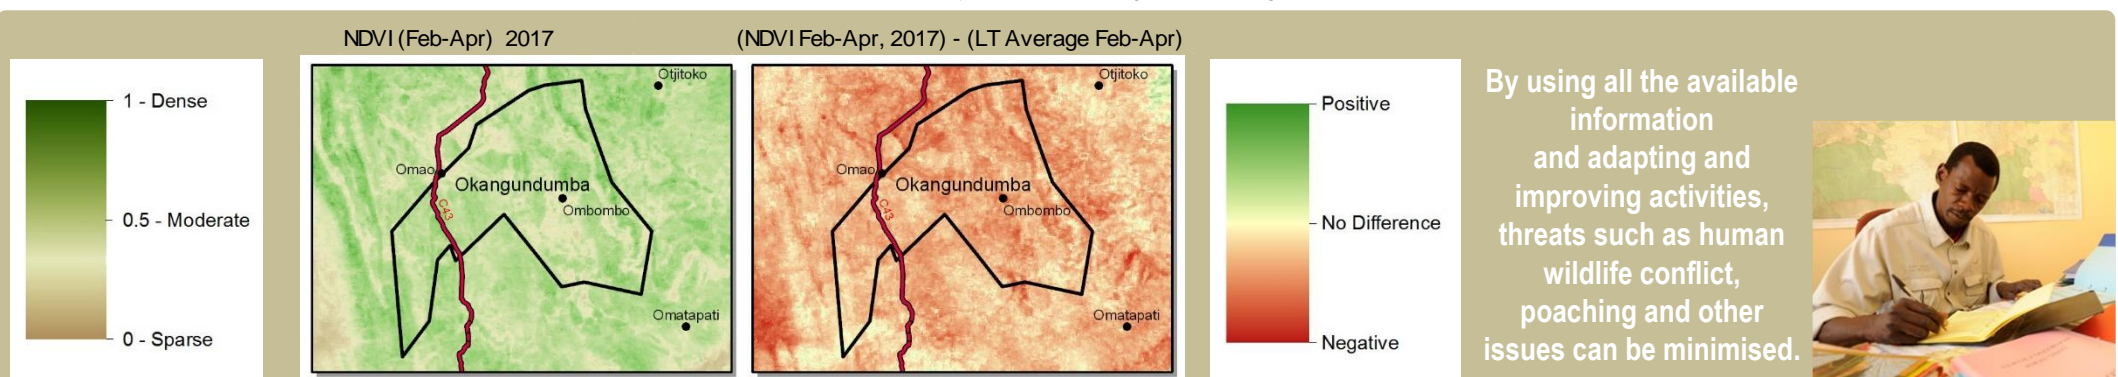 NDVI (Feb-Apr) 2017
(NDVI Feb-Apr, 2017) - (LT Average Feb-Apr)
1 - Dense
0.5 - Moderate
0 - Sparse
Otjitoko
Omao
Okangundumba
Ombombo
C43
Omatapati
Otjitoko
Omao
Okangundumba
Ombombo
C43
Omatapati
Positive
No Difference
Negative
By using all the available
information
and adapting and
improving activities,
threats such as human
wildlife conflict,
poaching and other
issues can be minimised.